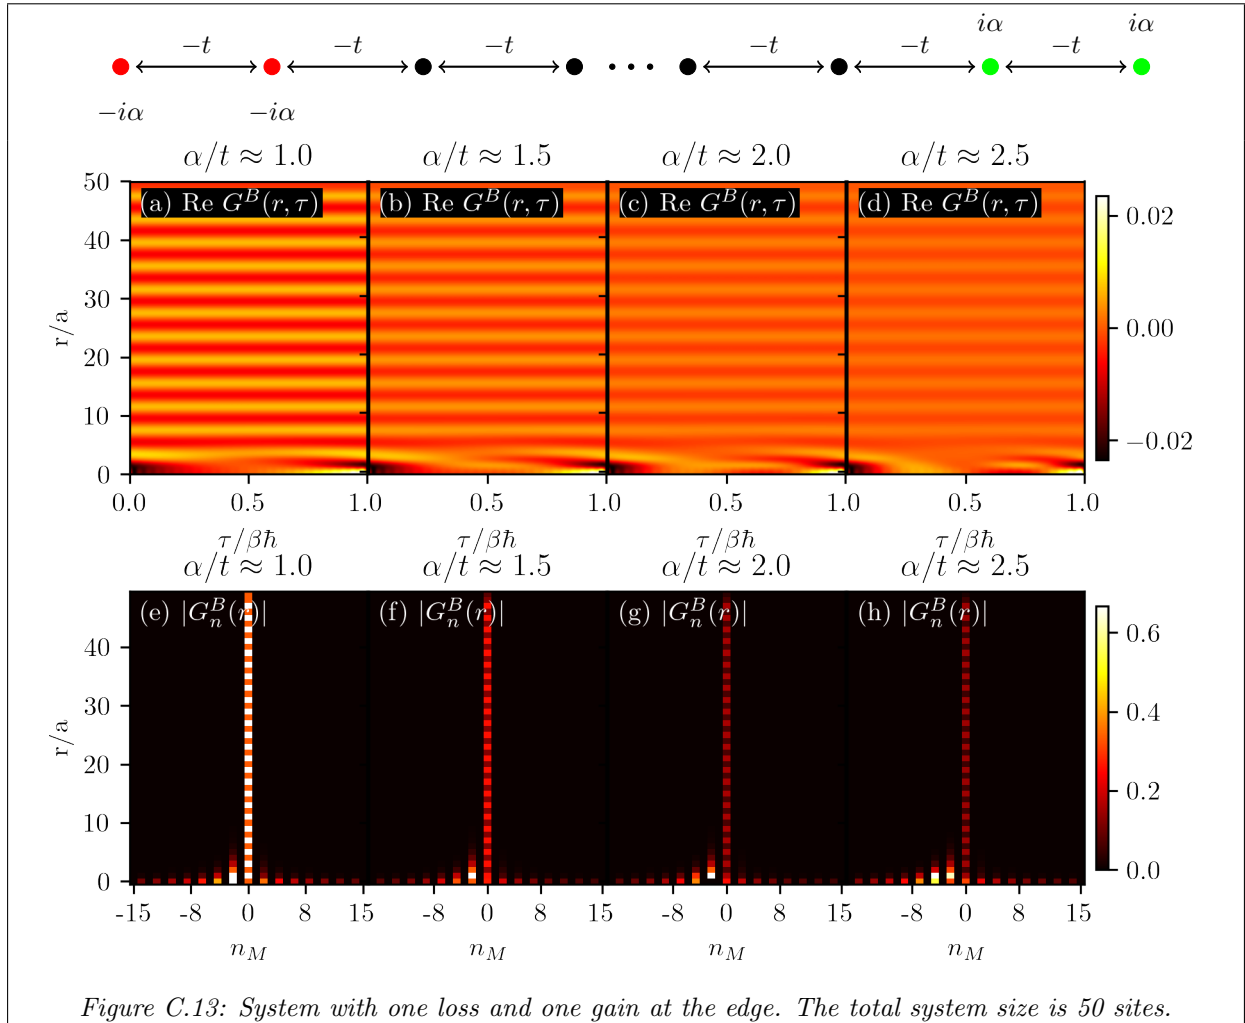 iα iα
−t −t −t −t −t −t
−iα −iα
α/t ≈ 1.0 α/t ≈ 1.5 α/t ≈ 2.0 α/t ≈ 2.5
(a) Re G^B(r, τ) (b) Re G^B(r, τ) (c) Re G^B(r, τ) (d) Re G^B(r, τ)
50
40
30
20
10
0
r/a
0.02
0.00
−0.02
0.0 0.5 1.0 0.5 1.0 0.5 1.0 0.5 1.0
τ/βħ τ/βħ τ/βħ τ/βħ
α/t ≈ 1.0 α/t ≈ 1.5 α/t ≈ 2.0 α/t ≈ 2.5
(e) |G_n^B(r)| (f) |G_n^B(r)| (g) |G_n^B(r)| (h) |G_n^B(r)|
40
30
20
10
0
r/a
0.6
0.4
0.2
0.0
-15 -8 0 8 15 -8 0 8 15 -8 0 8 15 -8 0 8 15
n_M n_M n_M n_M
Figure C.13: System with one loss and one gain at the edge. The total system size is 50 sites.